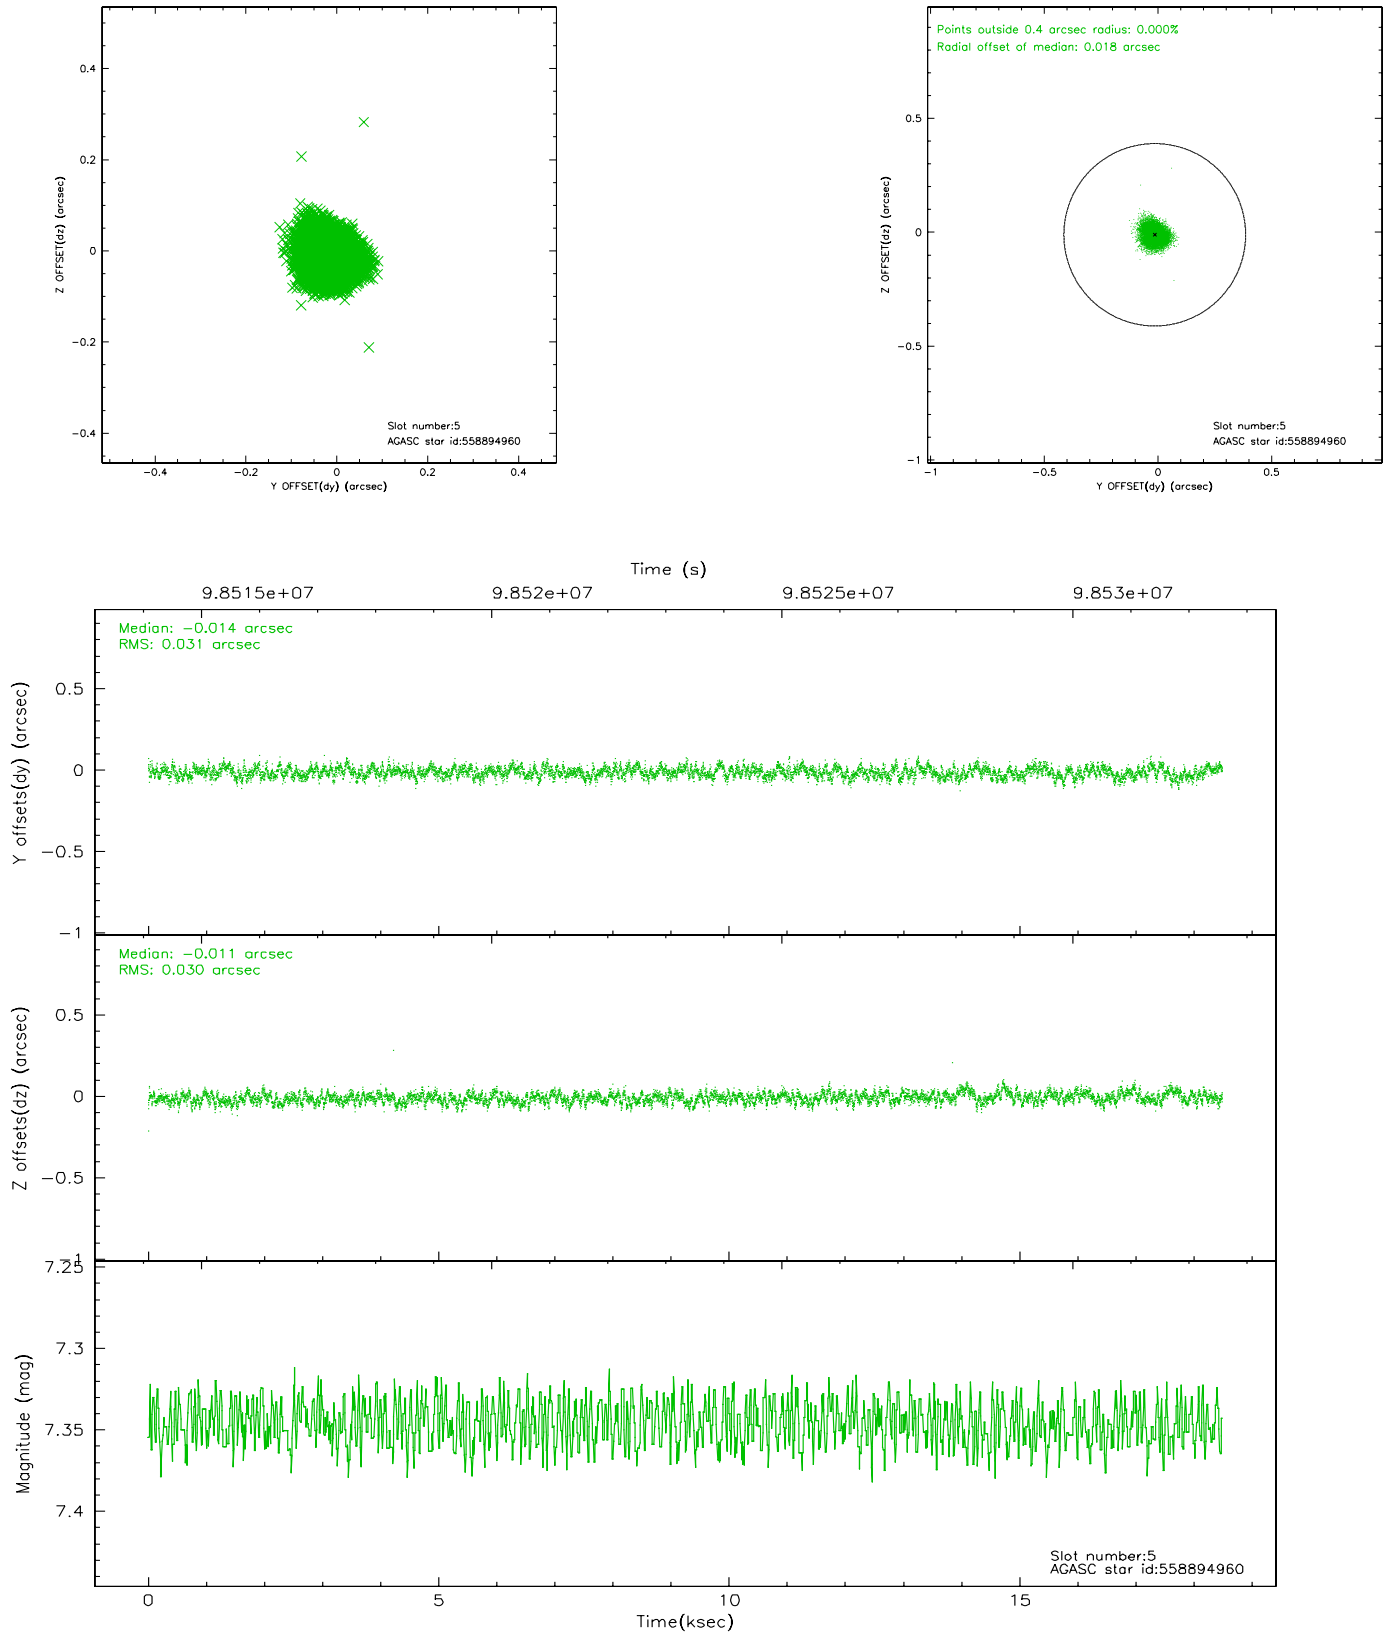 0.4
0.2
0
−0.2
−0.4
Z OFFSET(dz) (arcsec)
Slot number:5
AGASC star id:558894960
−0.4
−0.2
0
0.2
0.4
Y OFFSET(dy) (arcsec)
Points outside 0.4 arcsec radius: 0.000%
Radial offset of median: 0.018 arcsec
0.5
0
−0.5
−1
Z OFFSET(dz) (arcsec)
Slot number:5
AGASC star id:558894960
−1
−0.5
0
0.5
Y OFFSET(dy) (arcsec)
Time (s)
9.8515e+07
9.852e+07
9.8525e+07
9.853e+07
Median: −0.014 arcsec
RMS: 0.031 arcsec
0.5
0
−0.5
−1
Y offsets(dy) (arcsec)
Median: −0.011 arcsec
RMS: 0.030 arcsec
0.5
0
−0.5
−1
Z offsets(dz) (arcsec)
7.25
7.3
7.35
7.4
Magnitude (mag)
Slot number:5
AGASC star id:558894960
0
5
10
15
Time(ksec)